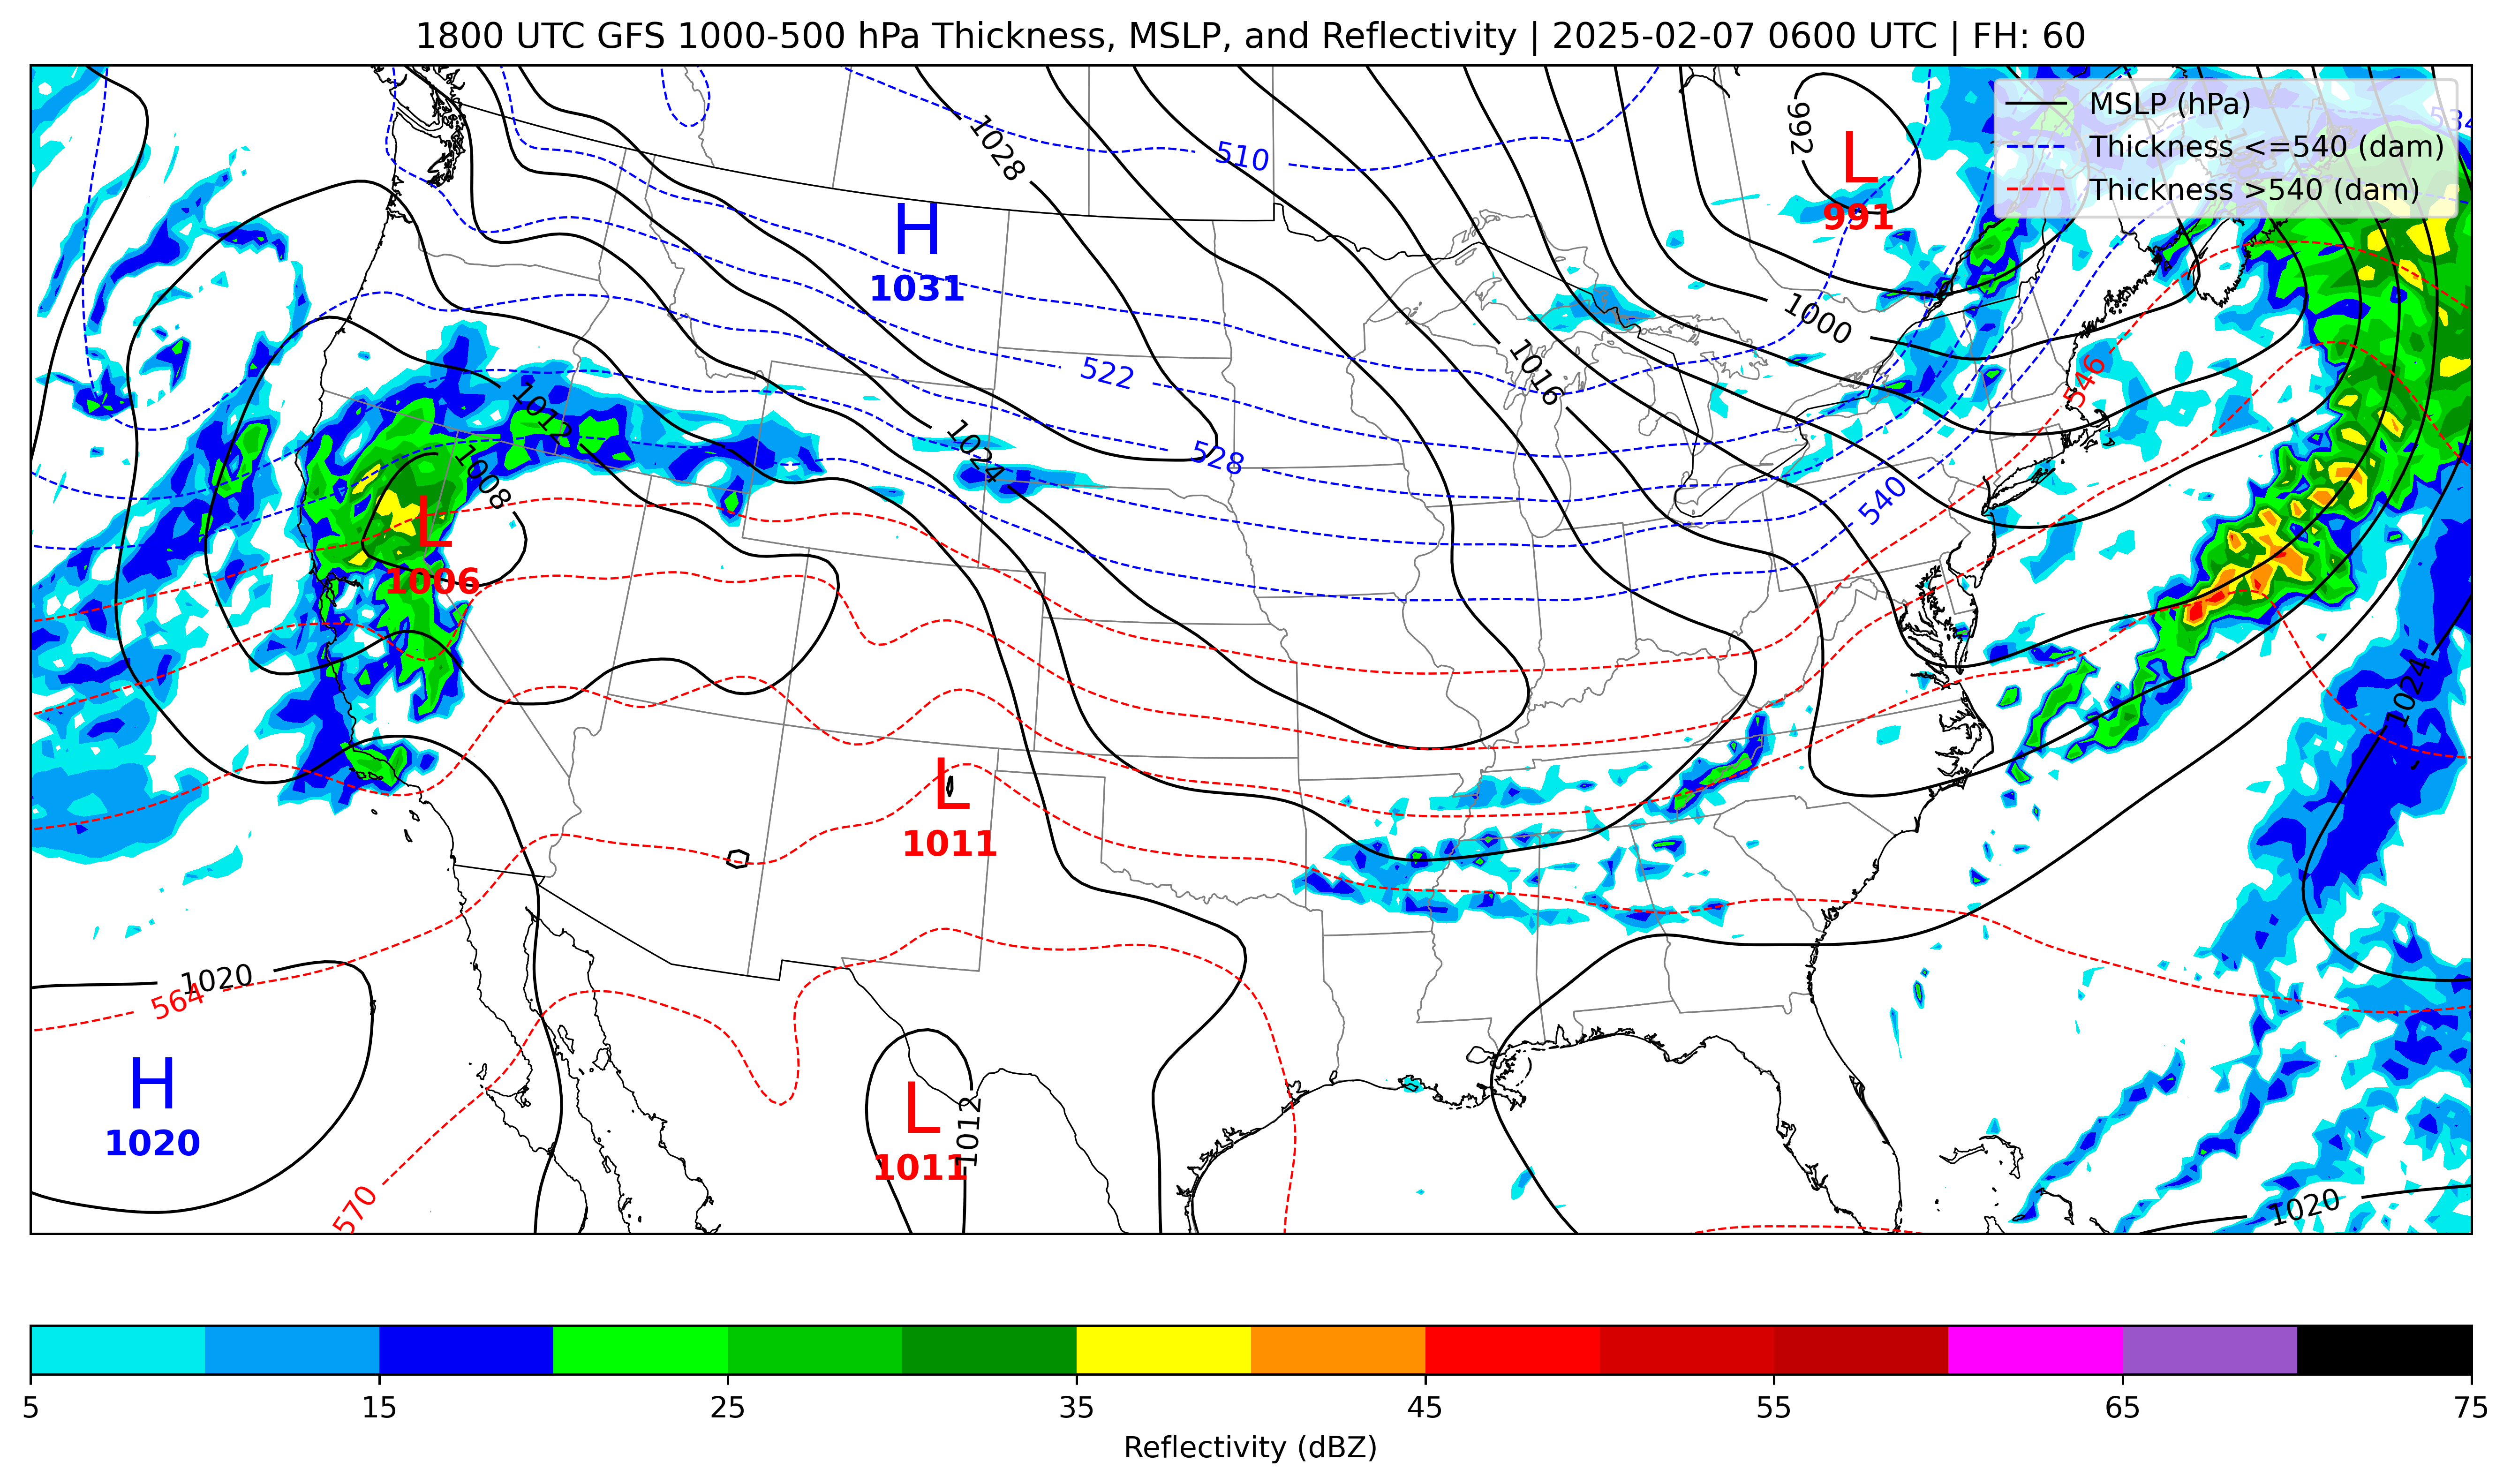 1800 UTC GFS 1000-500 hPa Thickness, MSLP, and Reflectivity | 2025-02-07 0600 UTC | FH: 60
MSLP (hPa)
Thickness <=540 (dam)
Thickness >540 (dam)
534
992
L
991
1028
510
H
1031
1000
1016
522
546
1012
1024
528
1008
540
L
1006
1024
L
1011
1020
564
H
1020
L
1011
1012
570
1020
5 15 25 35 45 55 65 75
Reflectivity (dBZ)